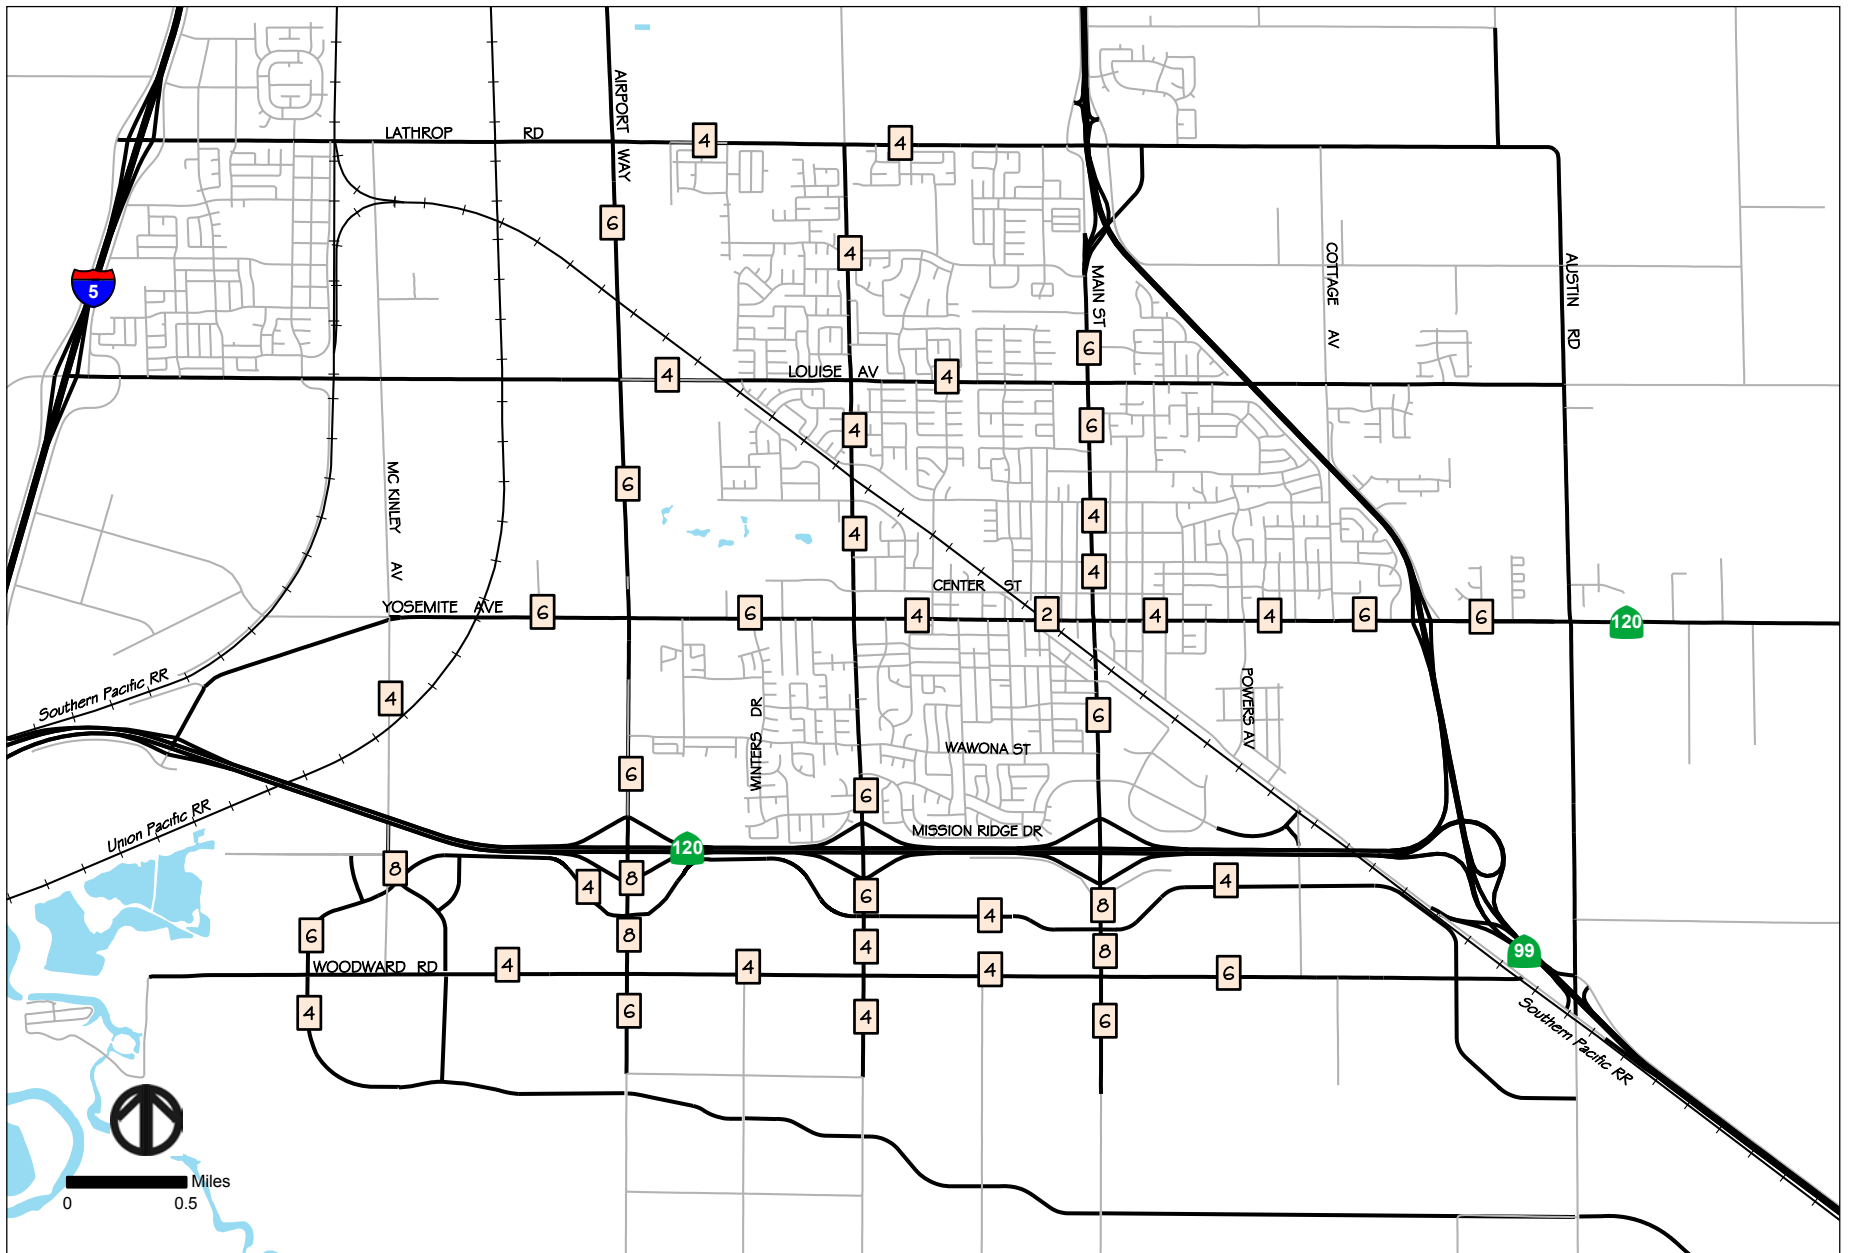 AIRPORT WAY
LATHROP RD
4
4
6
4
5
MAIN ST
COTTAGE AV
AUSTIN RD
6
4
LOUISE AV
4
4
6
MC KINLEY AV
6
4
4
4
CENTER ST
YOSEMITE AVE
6
6
4
2
4
4
6
6
120
Southern Pacific RR
4
WINTERS DR
6
POWERS AV
WAWONA ST
6
6
Union Pacific RR
MISSION RIDGE DR
120
8
4
8
6
4
8
4
6
8
4
8
99
WOODWARD RD
4
4
4
6
4
6
4
6
Southern Pacific RR
Miles
0 0.5